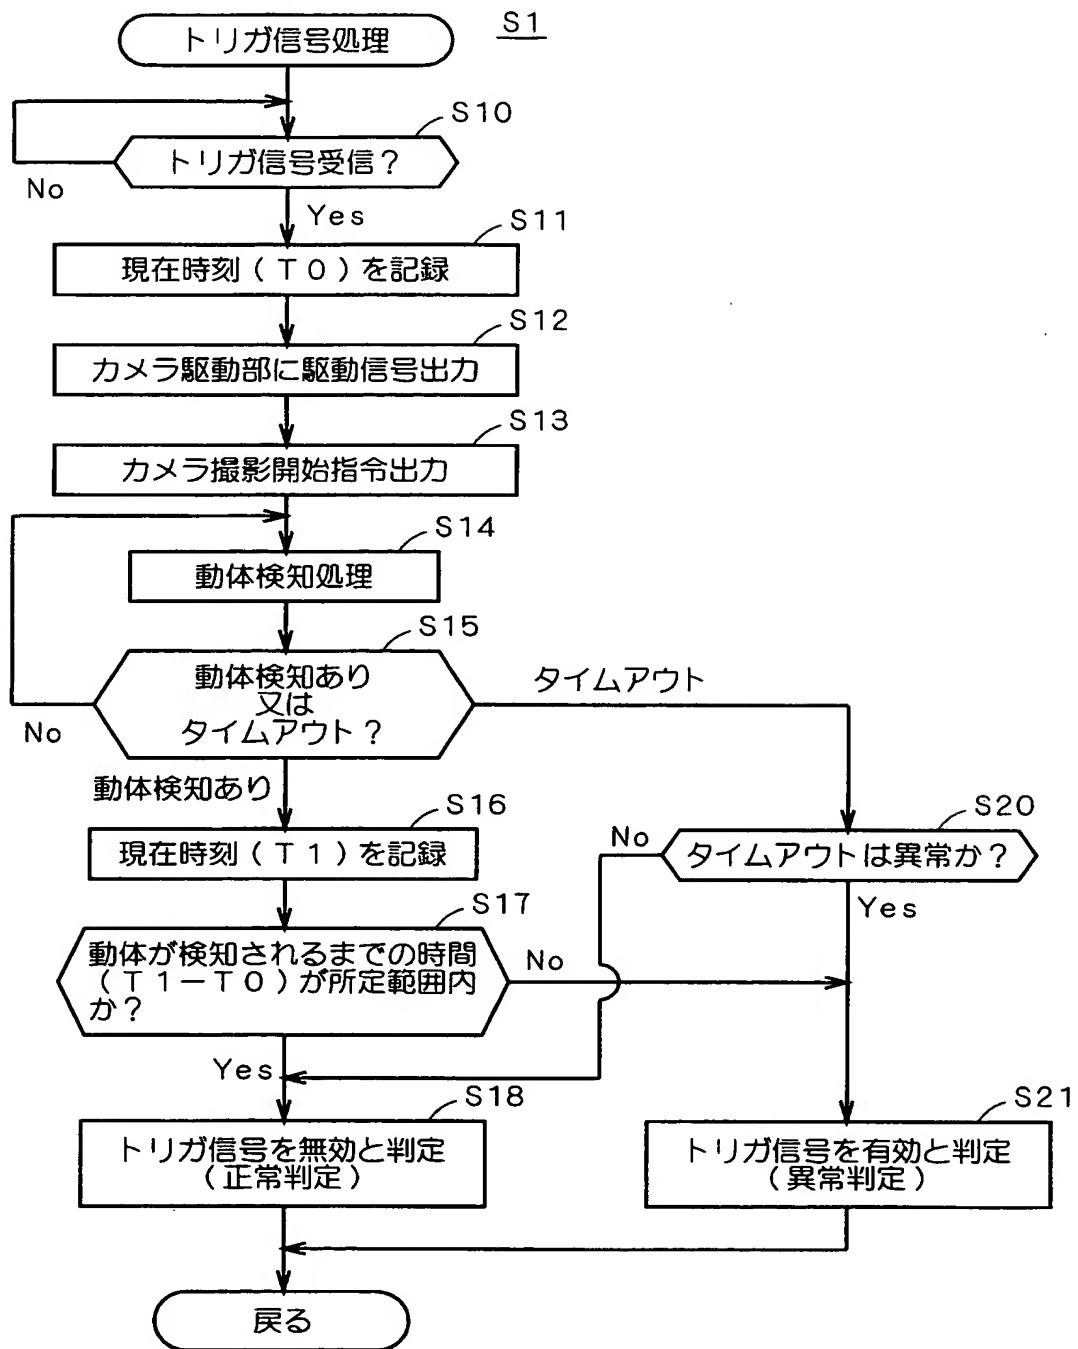 トリガ信号処理
S1
S10
トリガ信号受信？
No
Yes
S11
現在時刻（T0）を記録
S12
カメラ駆動部に駆動信号出力
S13
カメラ撮影開始指令出力
S14
動体検知処理
S15
動体検知あり
又は
タイムアウト？
No
タイムアウト
動体検知あり
S16
現在時刻（T1）を記録
S20
タイムアウトは異常か？
No
Yes
S17
動体が検知されるまでの時間
（T1－T0）が所定範囲内
か？
No
Yes
S18
トリガ信号を無効と判定
（正常判定）
S21
トリガ信号を有効と判定
（異常判定）
戻る